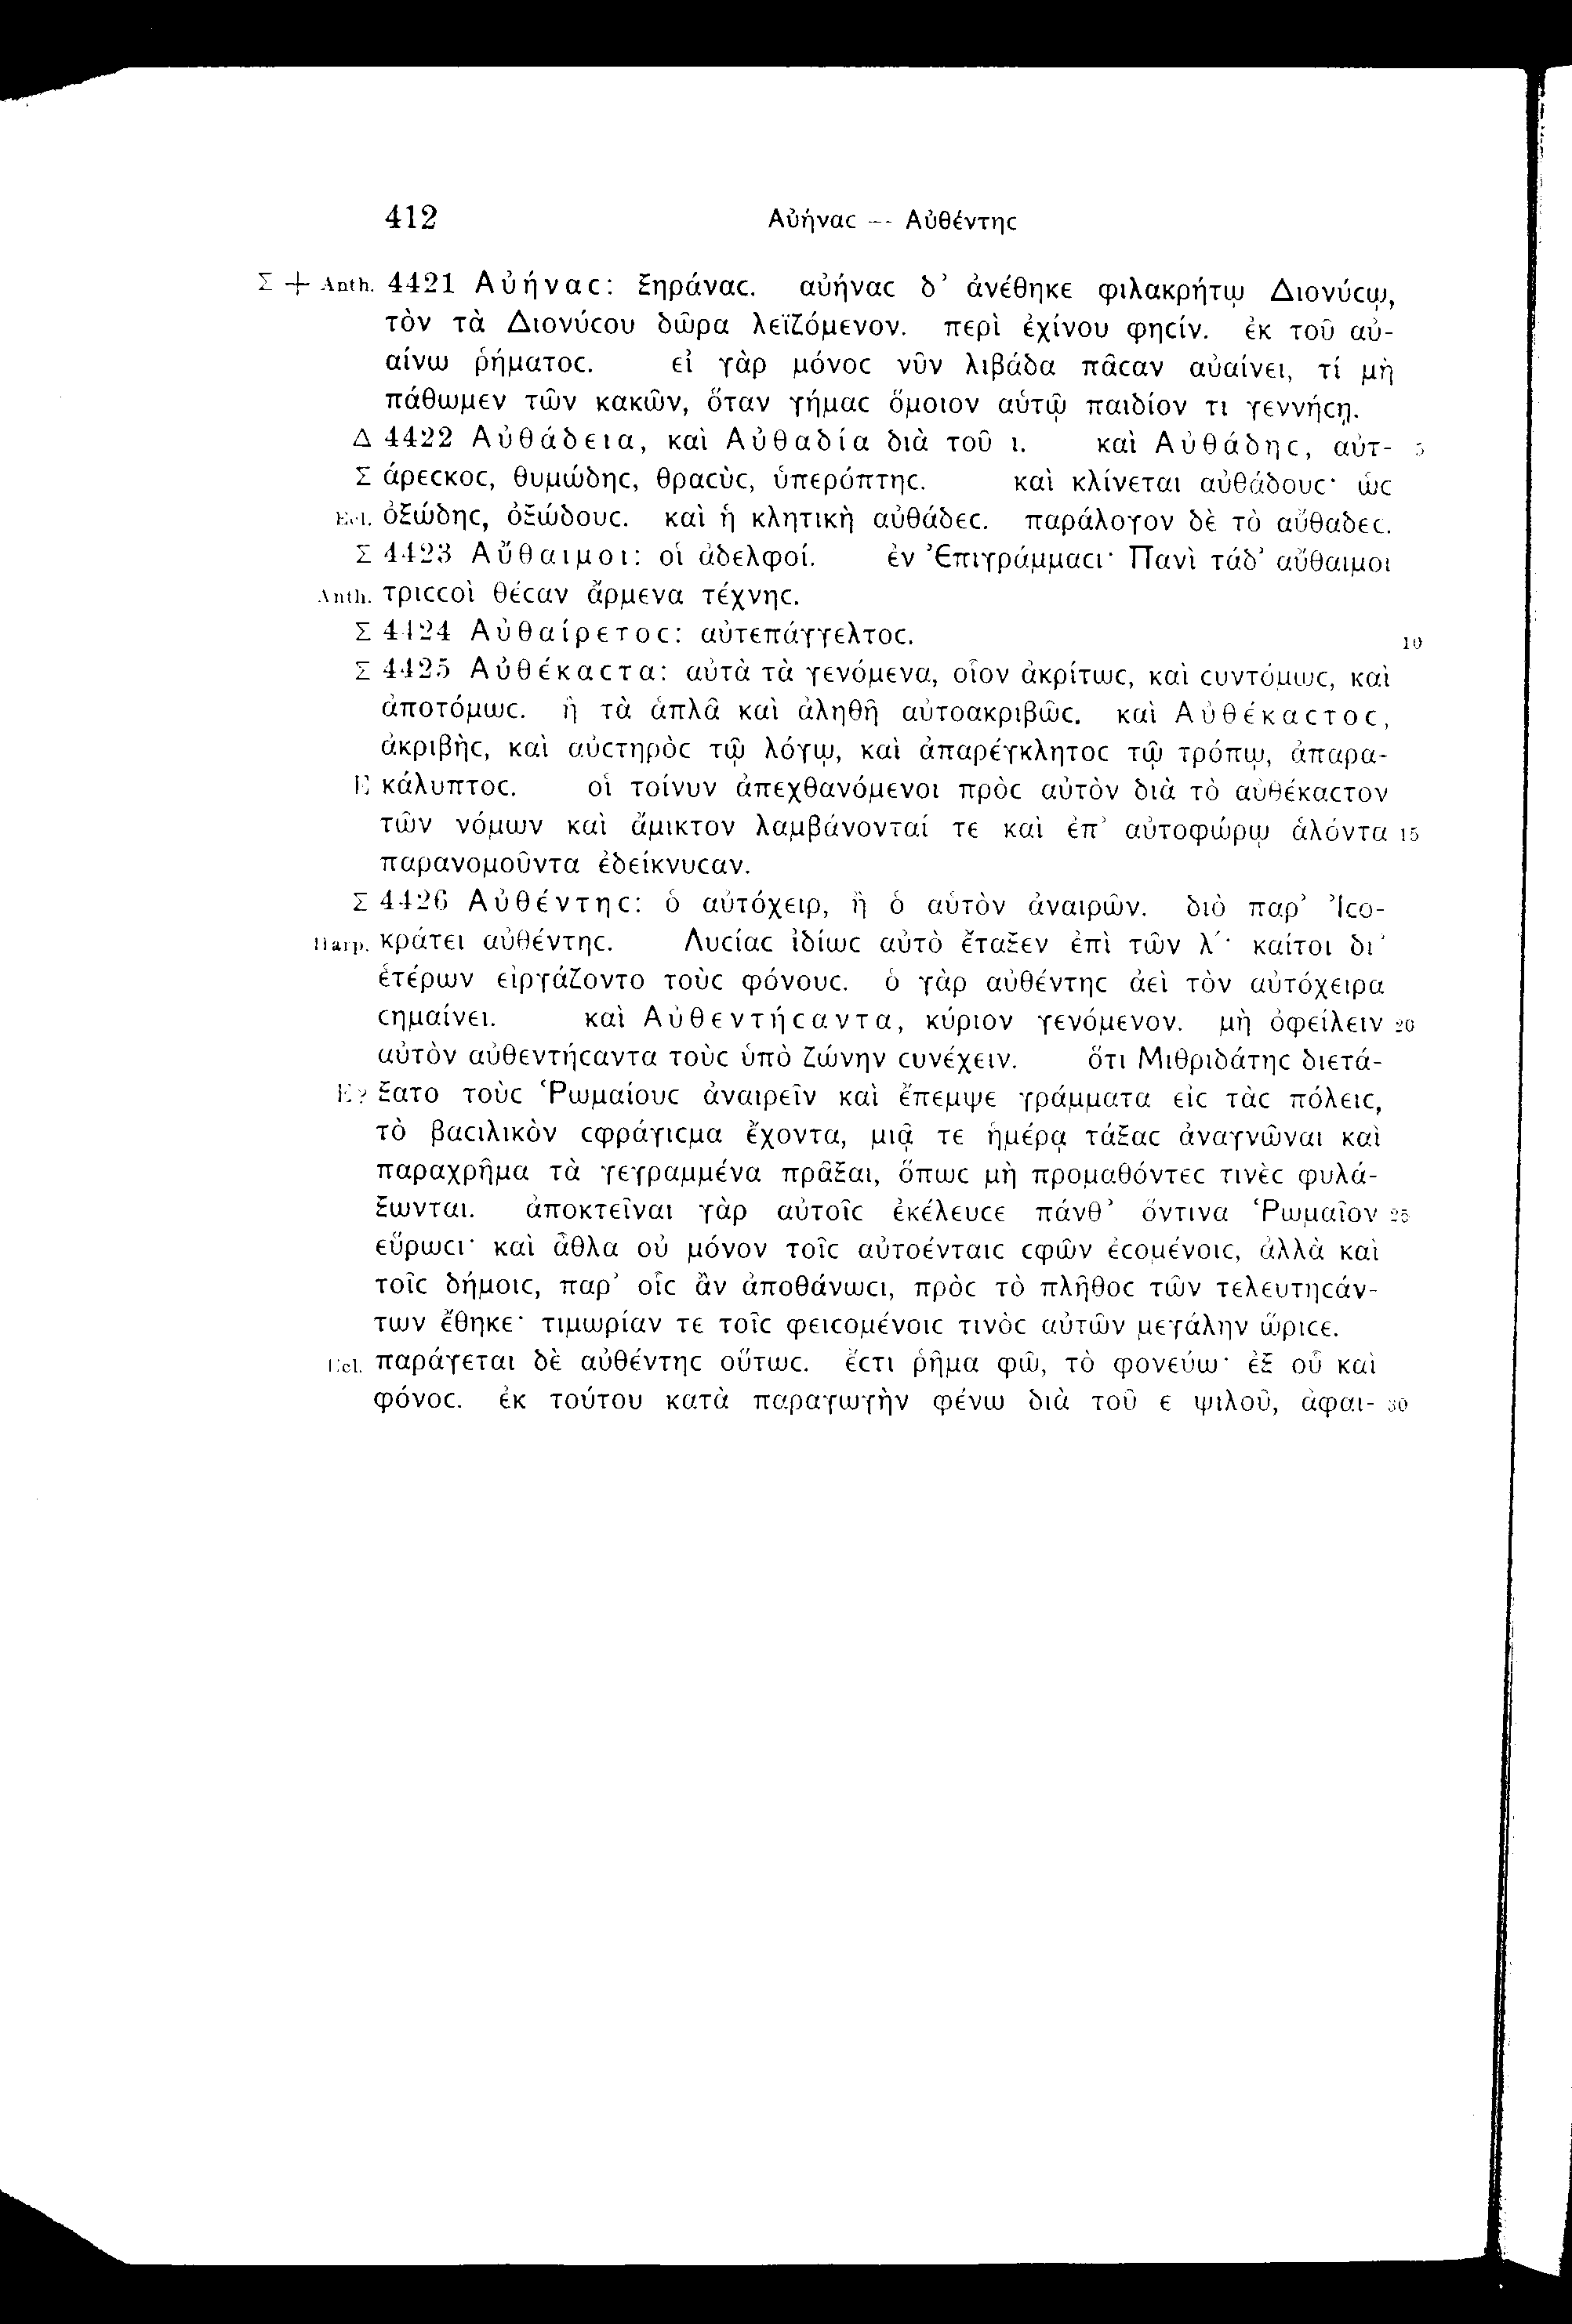 412 Αὐήναϲ — Αὐθέντηϲ
Σ + Anth. 4421 Αὐήναϲ: ξηράναϲ. αὐήναϲ δ' ἀνέθηκε φιλακρήτῳ Διονύϲῳ,
τὸν τὰ Διονύϲου δῶρα λεϊζόμενον. περὶ ἐχίνου φηϲίν. ἐκ τοῦ αὐ-
αίνω ῥήματοϲ. εἰ γὰρ μόνοϲ νῦν λιβάδα πᾶϲαν αὐαίνει, τί μὴ
πάθωμεν τῶν κακῶν, ὅταν γήμαϲ ὅμοιον αὑτῷ παιδίον τι γεννήϲῃ.
Δ 4422 Αὐθάδεια, καὶ Αὐθαδία διὰ τοῦ ι. καὶ Αὐθάδηϲ, αὐτ- 5
Σ άρεϲκοϲ, θυμώδηϲ, θραϲὺϲ, ὑπερόπτηϲ. καὶ κλίνεται αὐθάδουϲ· ὡϲ
Ecl. ὀξώδηϲ, ὀξώδουϲ. καὶ ἡ κλητικὴ αὐθάδεϲ. παράλογον δὲ τὸ αὔθαδεϲ.
Σ 4423 Αὔθαιμοι: οἱ ἀδελφοί. ἐν Ἐπιγράμμαϲι· Πανὶ τάδ' αὔθαιμοι
Anth. τριϲϲοὶ θέϲαν ἄρμενα τέχνηϲ.
Σ 4424 Αὐθαίρετοϲ: αὐτεπάγγελτοϲ. 10
Σ 4425 Αὐθέκαϲτα: αὐτὰ τὰ γενόμενα, οἷον ἀκρίτωϲ, καὶ ϲυντόμωϲ, καὶ
ἀποτόμωϲ. ἢ τὰ ἁπλᾶ καὶ ἀληθῆ αὐτοακριβῶϲ. καὶ Αὐθέκαϲτοϲ,
ἀκριβὴϲ, καὶ αὐϲτηρὸϲ τῷ λόγῳ, καὶ ἀπαρέγκλητοϲ τῷ τρόπῳ, ἀπαρα-
E κάλυπτοϲ. οἱ τοίνυν ἀπεχθανόμενοι πρὸϲ αὐτὸν διὰ τὸ αὐθέκαϲτον
τῶν νόμων καὶ ἄμικτον λαμβάνονταί τε καὶ ἐπ' αὐτοφώρῳ ἁλόντα 15
παρανομοῦντα ἐδείκνυϲαν.
Σ 4426 Αὐθέντηϲ: ὁ αὐτόχειρ, ἢ ὁ αὑτὸν ἀναιρῶν. διὸ παρ' Ἰϲο-
Harp. κράτει αὐθέντηϲ. Λυϲίαϲ ἰδίωϲ αὐτὸ ἔταξεν ἐπὶ τῶν λ´· καίτοι δι'
ἑτέρων εἰργάζοντο τοὺϲ φόνουϲ. ὁ γὰρ αὐθέντηϲ ἀεὶ τὸν αὐτόχειρα
ϲημαίνει. καὶ Αὐθεντήϲαντα, κύριον γενόμενον. μὴ ὀφείλειν 20
αὐτὸν αὐθεντήϲαντα τοὺϲ ὑπὸ ζώνην ϲυνέχειν. ὅτι Μιθριδάτηϲ διετά-
E? ξατο τοὺϲ Ῥωμαίουϲ ἀναιρεῖν καὶ ἔπεμψε γράμματα εἰϲ τὰϲ πόλειϲ,
τὸ βαϲιλικὸν ϲφράγιϲμα ἔχοντα, μιᾷ τε ἡμέρᾳ τάξαϲ ἀναγνῶναι καὶ
παραχρῆμα τὰ γεγραμμένα πρᾶξαι, ὅπωϲ μὴ προμαθόντεϲ τινὲϲ φυλά-
ξωνται. ἀποκτεῖναι γὰρ αὐτοῖϲ ἐκέλευϲε πάνθ' ὅντινα Ῥωμαῖον 25
εὕρωϲι· καὶ ἆθλα οὐ μόνον τοῖϲ αὐτοένταιϲ ϲφῶν ἐϲομένοιϲ, ἀλλὰ καὶ
τοῖϲ δήμοιϲ, παρ' οἷϲ ἂν ἀποθάνωϲι, πρὸϲ τὸ πλῆθοϲ τῶν τελευτηϲάν-
των ἔθηκε· τιμωρίαν τε τοῖϲ φειϲομένοιϲ τινὸϲ αὐτῶν μεγάλην ὥριϲε.
Ecl. παράγεται δὲ αὐθέντηϲ οὕτωϲ. ἔϲτι ῥῆμα φῶ, τὸ φονεύω· ἐξ οὗ καὶ
φόνοϲ. ἐκ τούτου κατὰ παραγωγὴν φένω διὰ τοῦ ε ψιλοῦ, ἀφαι- 30